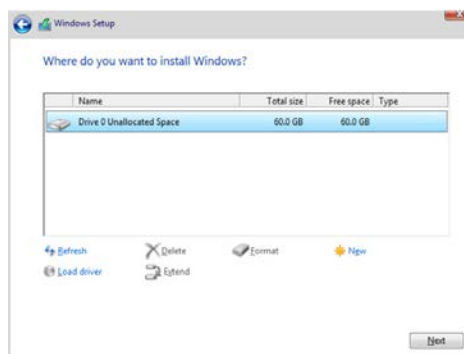 Windows Setup
Where do you want to install Windows?
Name Total size Free space Type
Drive 0 Unallocated Space 60.0 GB 60.0 GB
Refresh Delete Format New
Load driver Extend
Next